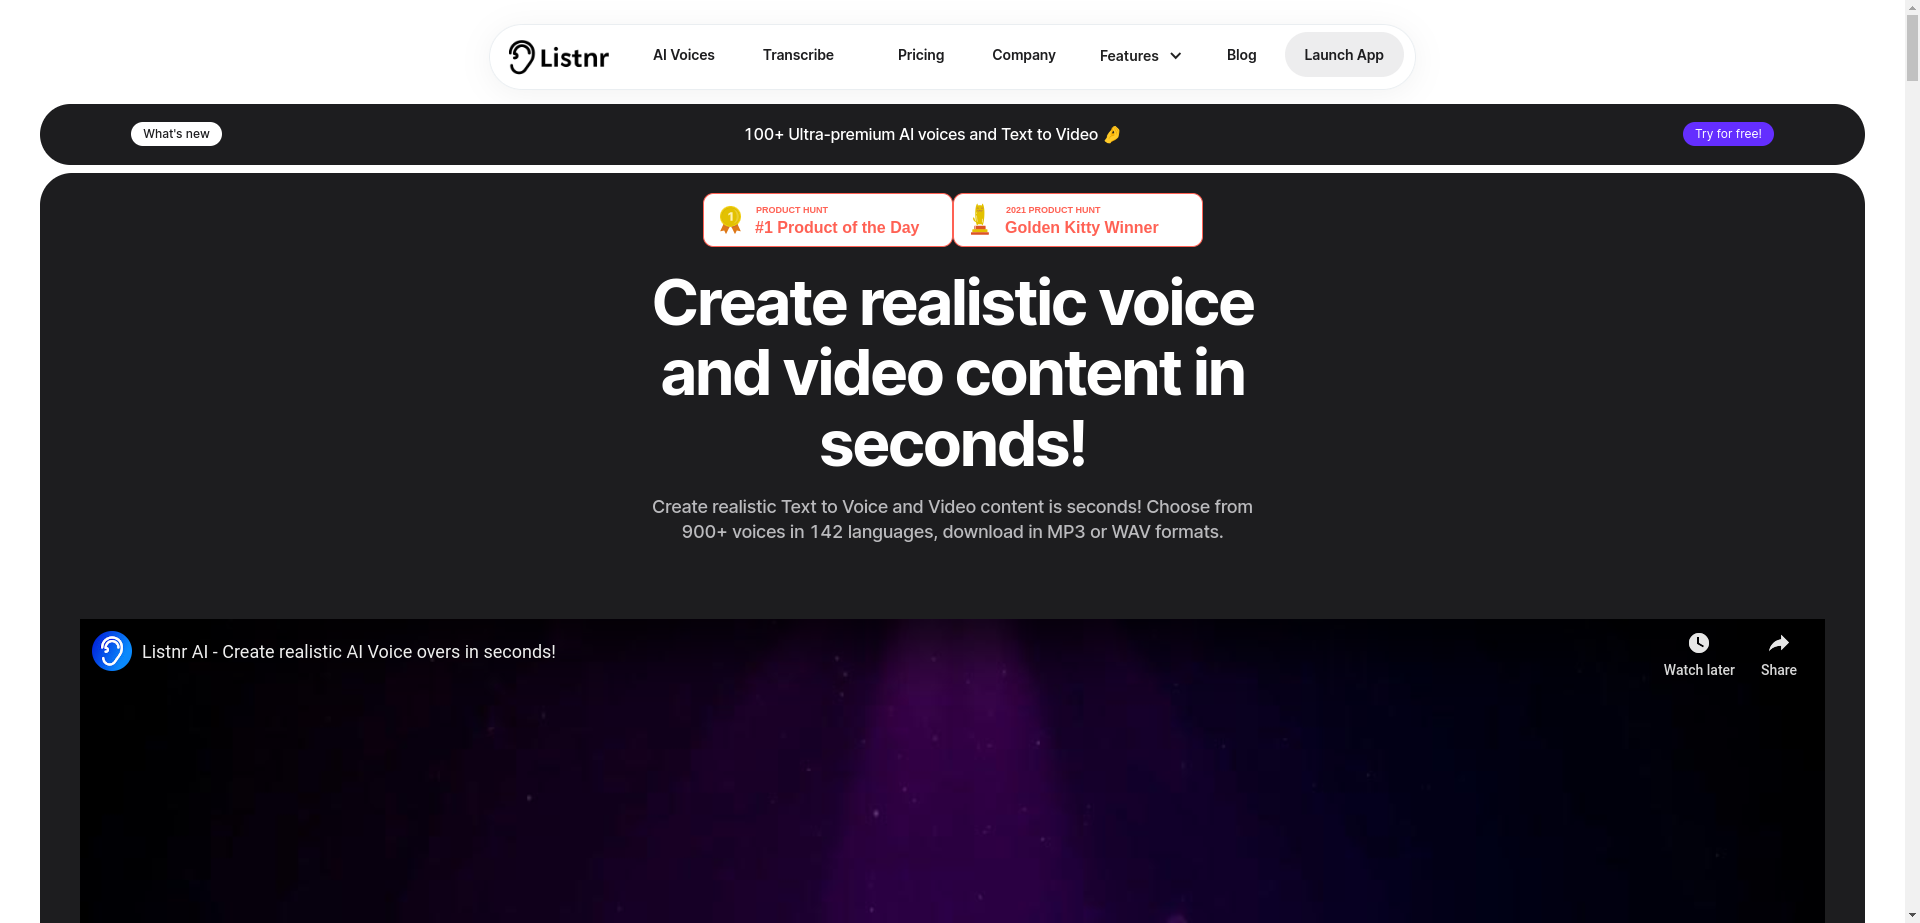 Listnr
AI Voices
Transcribe
Pricing
Company
Features
Blog
Launch App
What's new
100+ Ultra-premium AI voices and Text to Video
Try for free!
1
PRODUCT HUNT
#1 Product of the Day
2021 PRODUCT HUNT
Golden Kitty Winner
Create realistic voice
and video content in
seconds!
Create realistic Text to Voice and Video content is seconds! Choose from
900+ voices in 142 languages, download in MP3 or WAV formats.
Listnr AI - Create realistic AI Voice overs in seconds!
Watch later
Share